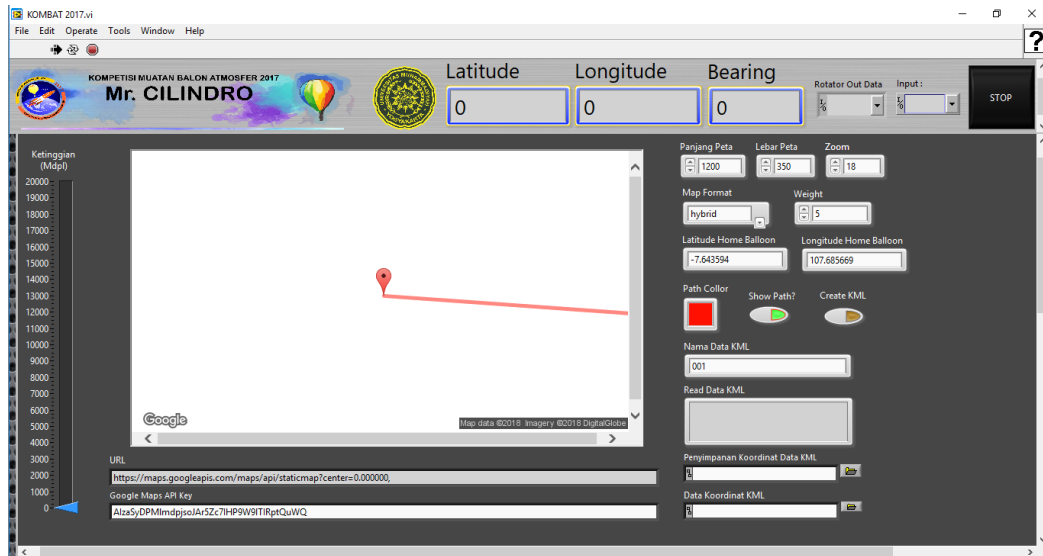 KOMBAT 2017.vi
File Edit Operate Tools Window Help
?
KOMPETISI MUATAN BALON ATMOSFER 2017
Mr. CILINDRO
Latitude
0
Longitude
0
Bearing
0
Rotator Out Data
Input :
STOP
Ketinggian
(Mdpl)
20000
19000
18000
17000
16000
15000
14000
13000
12000
11000
10000
9000
8000
7000
6000
5000
4000
3000
2000
1000
0
Google
Map data ©2018 Imagery ©2018 DigitalGlobe
URL
https://maps.googleapis.com/maps/api/staticmap?center=0.000000,
Google Maps API Key
AIzaSyDPMImdpjsoJAr5Zc7IHP9W9ITIRptQuWQ
Panjang Peta Lebar Peta Zoom
1200 350 18
Map Format Weight
hybrid 5
Latitude Home Balloon Longitude Home Balloon
-7.643594 107.685669
Path Collor Show Path? Create KML
Nama Data KML
001
Read Data KML
Penyimpanan Koordinat Data KML
Data Koordinat KML